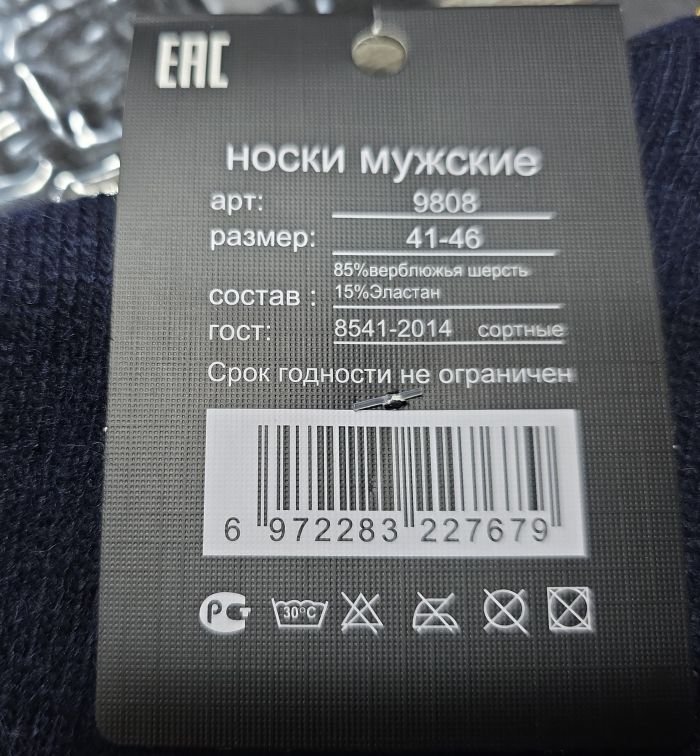 ЕАС
носки мужские
арт: 9808
размер: 41-46
85%верблюжья шерсть
состав : 15%Эластан
гост: 8541-2014 сортные
Срок годности не ограничен
6 972283 227679
РСТ 30°C